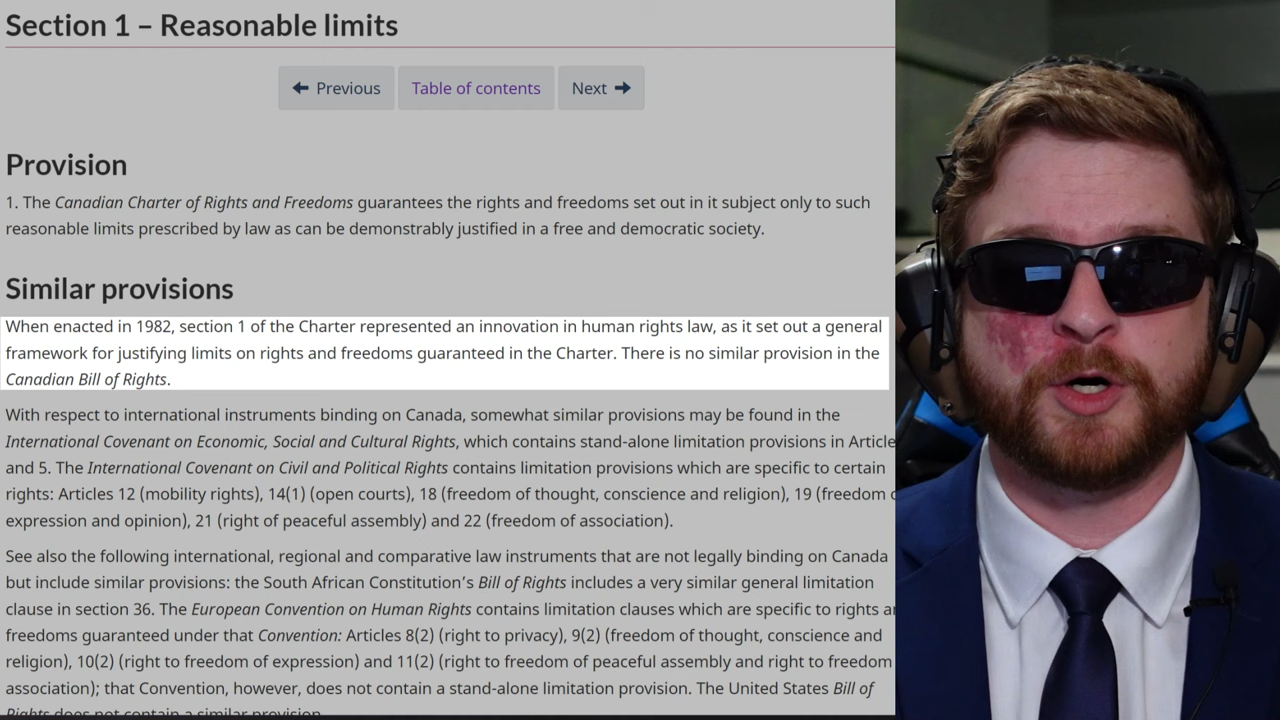 Section 1 – Reasonable limits
Previous
Table of contents
Next
Provision
1. The Canadian Charter of Rights and Freedoms guarantees the rights and freedoms set out in it subject only to such
reasonable limits prescribed by law as can be demonstrably justified in a free and democratic society.
Similar provisions
When enacted in 1982, section 1 of the Charter represented an innovation in human rights law, as it set out a general
framework for justifying limits on rights and freedoms guaranteed in the Charter. There is no similar provision in the
Canadian Bill of Rights.
With respect to international instruments binding on Canada, somewhat similar provisions may be found in the
International Covenant on Economic, Social and Cultural Rights, which contains stand-alone limitation provisions in Article
and 5. The International Covenant on Civil and Political Rights contains limitation provisions which are specific to certain
rights: Articles 12 (mobility rights), 14(1) (open courts), 18 (freedom of thought, conscience and religion), 19 (freedom
expression and opinion), 21 (right of peaceful assembly) and 22 (freedom of association).
See also the following international, regional and comparative law instruments that are not legally binding on Canada
but include similar provisions: the South African Constitution's Bill of Rights includes a very similar general limitation
clause in section 36. The European Convention on Human Rights contains limitation clauses which are specific to rights
freedoms guaranteed under that Convention: Articles 8(2) (right to privacy), 9(2) (freedom of thought, conscience and
religion), 10(2) (right to freedom of expression) and 11(2) (right to freedom of peaceful assembly and right to freedom
association); that Convention, however, does not contain a stand-alone limitation provision. The United States Bill of
Rights does not contain a similar provision.